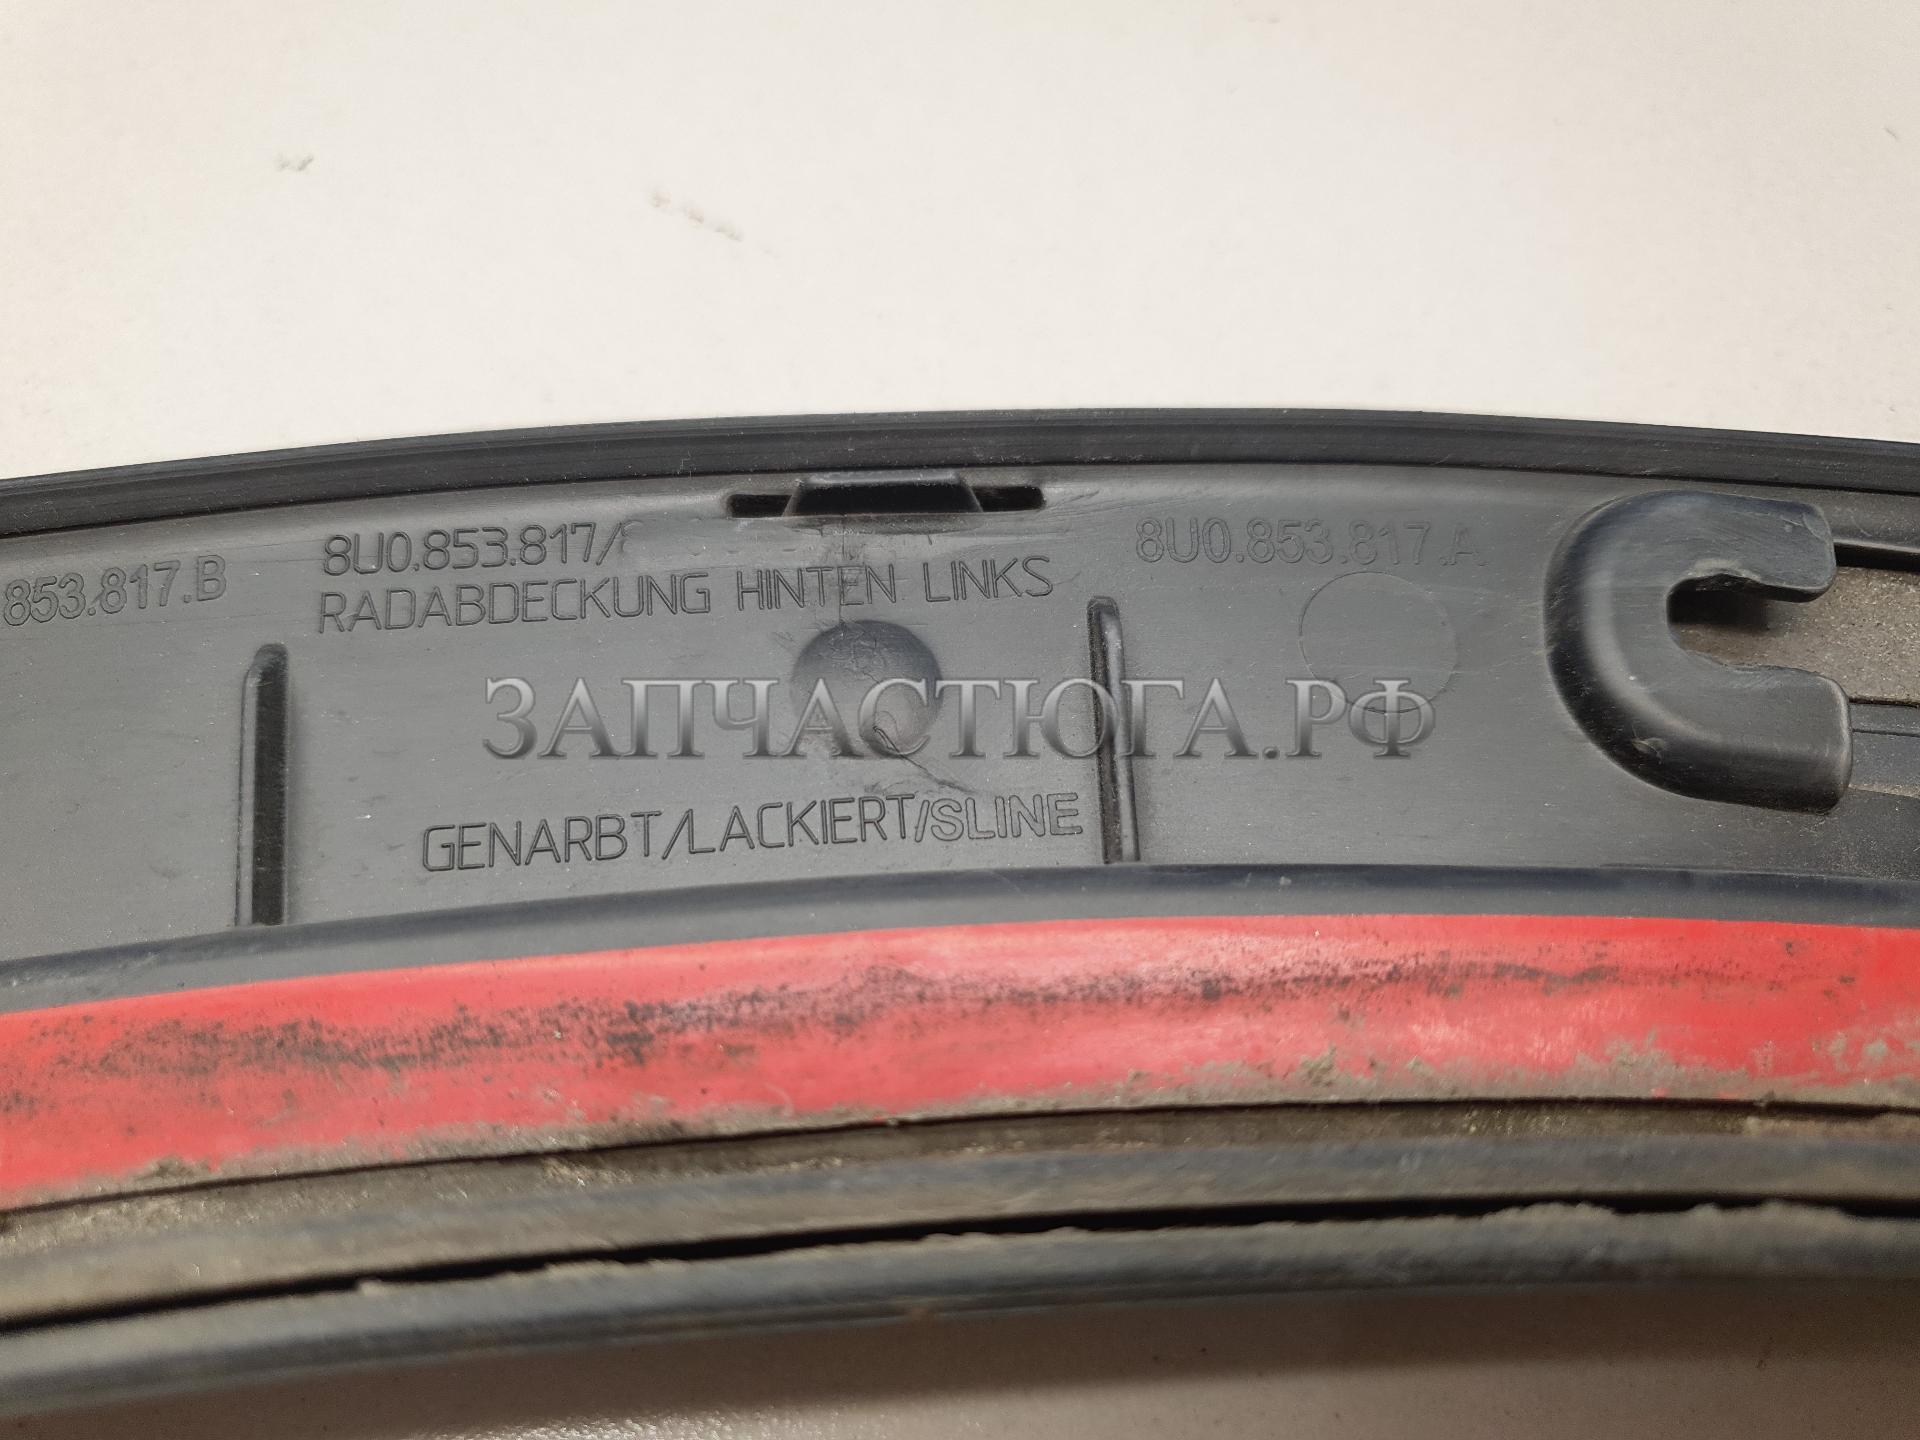 853.817.B
8U0.853.817/
RADABDECKUNG HINTEN LINKS
8U0.853.817.A
ЗАПЧАСТЮГА.РФ
GENARBT/LACKIERT/SLINE